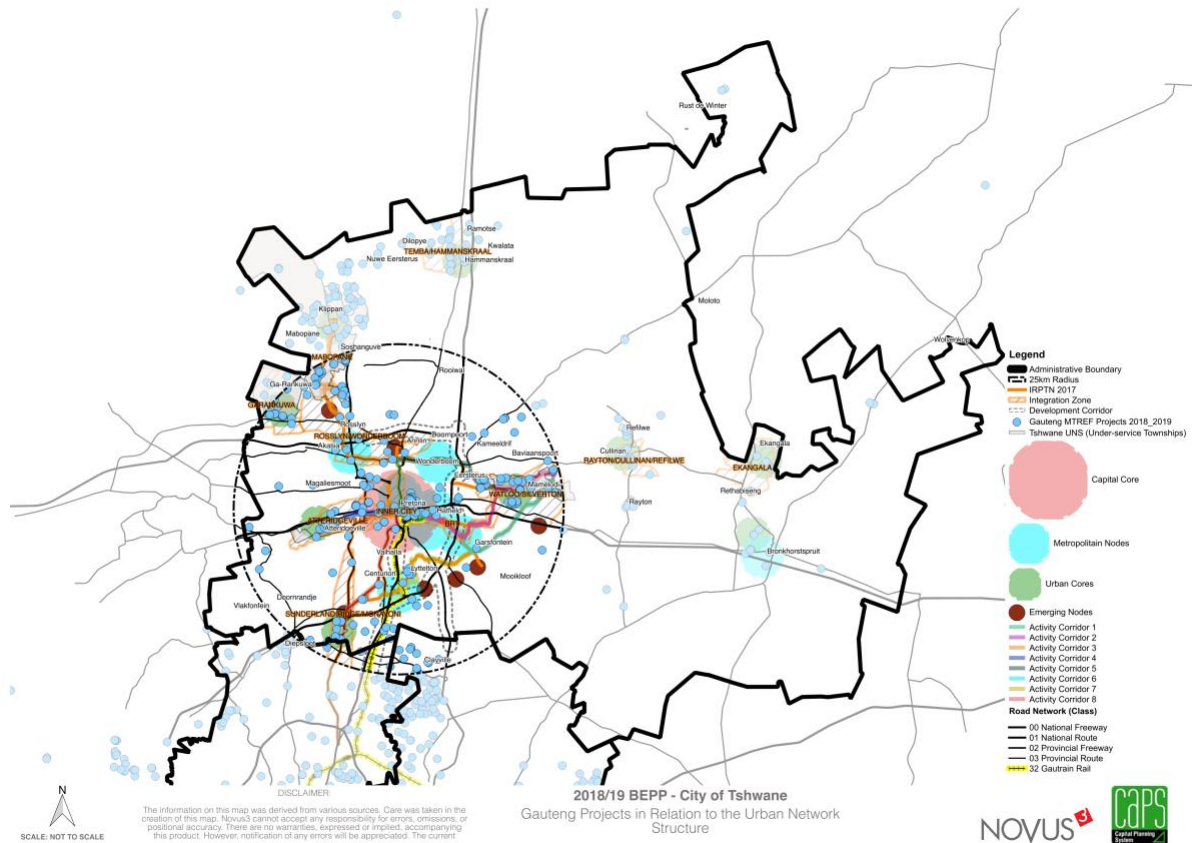 Rust de Winter
Ramotse
Dilopye
Kwalata
TEMBA/HAMMANSKRAAL
Nuwe Eersterus
Hammanskraal
Moloto
Klippan
Mabopane
Soshanguve
MABOPANE
Rooiwal
Ga-Rankuwa
GARANKUWA
Rosslyn
ROSSLYN/WONDERBOOM
Boompoort
Akasia
Kameeldrif
Wonderboom
Baviaanspoort
Refilwe
Cullinan
RAYTON/CULLINAN/REFILWE
Ekangala
EKANGALA
Rethabiseng
Eersterus
Magaliesmoot
Mamelodi
WATLOO/SILVERTON
Rayton
Pretoria
INNER CITY
Hatfield
ATTERIDGEVILLE
Atteridgeville
Garsfontein
Bronkhorstspruit
Valhalla
Lyttelton
Centurion
Mooikloof
Doornrandje
Vlakfontein
Diepsloot
Clayville
Legend
Administrative Boundary
25km Radius
IRPTN 2017
Integration Zone
Development Corridor
Gauteng MTREF Projects 2018_2019
Tshwane UNS (Under-service Townships)
Capital Core
Metropolitain Nodes
Urban Cores
Emerging Nodes
Activity Corridor 1
Activity Corridor 2
Activity Corridor 3
Activity Corridor 4
Activity Corridor 5
Activity Corridor 6
Activity Corridor 7
Activity Corridor 8
Road Network (Class)
00 National Freeway
01 National Route
02 Provincial Freeway
03 Provincial Route
32 Gautrain Rail
N
SCALE: NOT TO SCALE
DISCLAIMER:
The information on this map was derived from various sources. Care was taken in the
creation of this map. Novus3 cannot accept any responsibility for errors, omissions, or
positional accuracy. There are no warranties, expressed or implied, accompanying
this product. However, notification of any errors will be appreciated. The current
2018/19 BEPP - City of Tshwane
Gauteng Projects in Relation to the Urban Network
Structure
NOVUS3
CAPS
Capital Planning
System